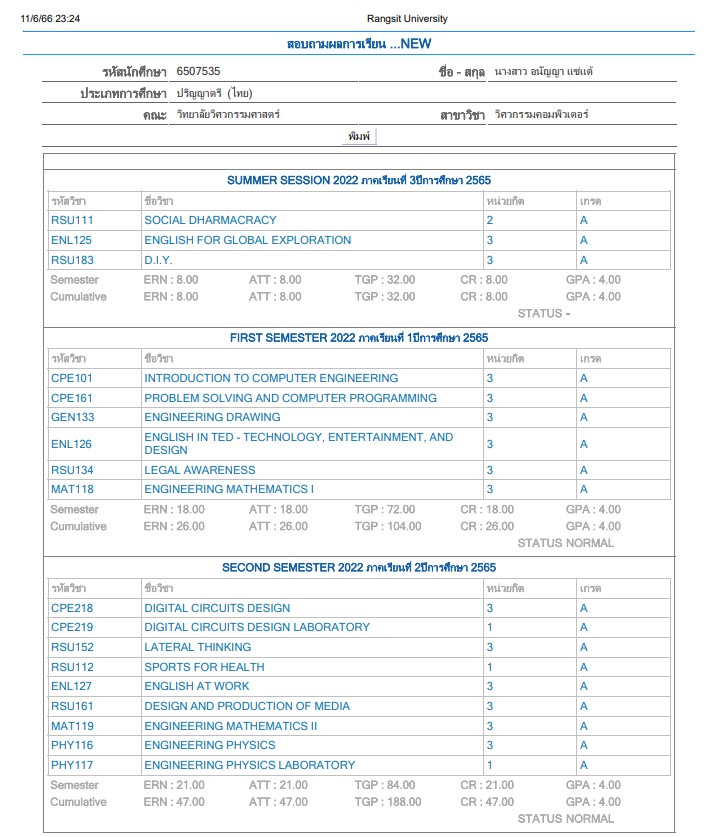 11/6/66 23:24 Rangsit University
สอบถามผลการเรียน ...NEW
รหัสนักศึกษา 6507535 ชื่อ - สกุล นางสาว อนัญญา แซ่แต้
ประเภทการศึกษา ปริญญาตรี (ไทย)
คณะ วิทยาลัยวิศวกรรมศาสตร์ สาขาวิชา วิศวกรรมคอมพิวเตอร์
พิมพ์
SUMMER SESSION 2022 ภาคเรียนที่ 3ปีการศึกษา 2565
รหัสวิชา ชื่อวิชา หน่วยกิต เกรด
RSU111 SOCIAL DHARMACRACY 2 A
ENL125 ENGLISH FOR GLOBAL EXPLORATION 3 A
RSU183 D.I.Y. 3 A
Semester ERN : 8.00 ATT : 8.00 TGP : 32.00 CR : 8.00 GPA : 4.00
Cumulative ERN : 8.00 ATT : 8.00 TGP : 32.00 CR : 8.00 GPA : 4.00
STATUS -
FIRST SEMESTER 2022 ภาคเรียนที่ 1ปีการศึกษา 2565
รหัสวิชา ชื่อวิชา หน่วยกิต เกรด
CPE101 INTRODUCTION TO COMPUTER ENGINEERING 3 A
CPE161 PROBLEM SOLVING AND COMPUTER PROGRAMMING 3 A
GEN133 ENGINEERING DRAWING 3 A
ENL126 ENGLISH IN TED - TECHNOLOGY, ENTERTAINMENT, AND 3 A
DESIGN
RSU134 LEGAL AWARENESS 3 A
MAT118 ENGINEERING MATHEMATICS I 3 A
Semester ERN : 18.00 ATT : 18.00 TGP : 72.00 CR : 18.00 GPA : 4.00
Cumulative ERN : 26.00 ATT : 26.00 TGP : 104.00 CR : 26.00 GPA : 4.00
STATUS NORMAL
SECOND SEMESTER 2022 ภาคเรียนที่ 2ปีการศึกษา 2565
รหัสวิชา ชื่อวิชา หน่วยกิต เกรด
CPE218 DIGITAL CIRCUITS DESIGN 3 A
CPE219 DIGITAL CIRCUITS DESIGN LABORATORY 1 A
RSU152 LATERAL THINKING 3 A
RSU112 SPORTS FOR HEALTH 1 A
ENL127 ENGLISH AT WORK 3 A
RSU161 DESIGN AND PRODUCTION OF MEDIA 3 A
MAT119 ENGINEERING MATHEMATICS II 3 A
PHY116 ENGINEERING PHYSICS 3 A
PHY117 ENGINEERING PHYSICS LABORATORY 1 A
Semester ERN : 21.00 ATT : 21.00 TGP : 84.00 CR : 21.00 GPA : 4.00
Cumulative ERN : 47.00 ATT : 47.00 TGP : 188.00 CR : 47.00 GPA : 4.00
STATUS NORMAL